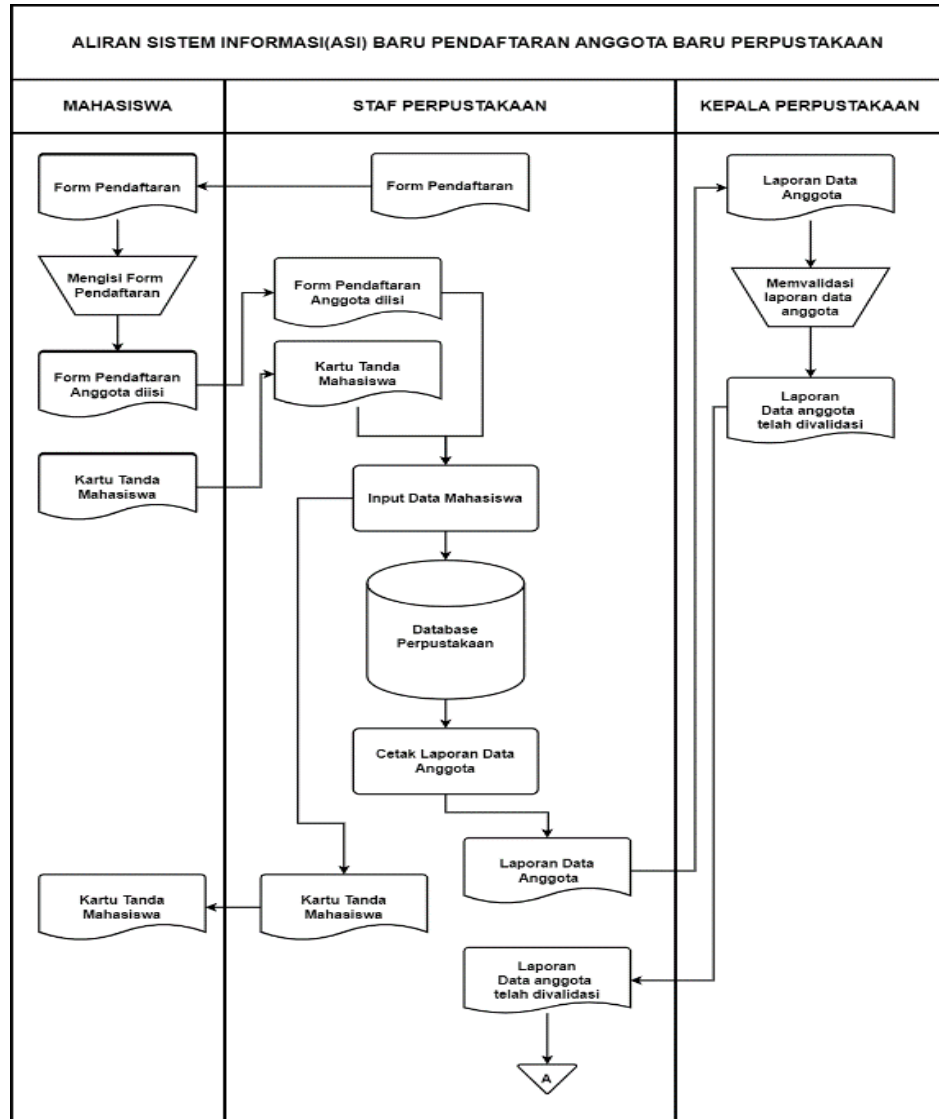 ALIRAN SISTEM INFORMASI(ASI) BARU PENDAFTARAN ANGGOTA BARU PERPUSTAKAAN
MAHASISWA
STAF PERPUSTAKAAN
KEPALA PERPUSTAKAAN
Form Pendaftaran
Form Pendaftaran
Laporan Data
Anggota
Mengisi Form
Pendaftaran
Form Pendaftaran
Anggota diisi
Memvalidasi
laporan data
anggota
Form Pendaftaran
Anggota diisi
Kartu Tanda
Mahasiswa
Laporan
Data anggota
telah divalidasi
Kartu Tanda
Mahasiswa
Input Data Mahasiswa
Database
Perpustakaan
Cetak Laporan Data
Anggota
Laporan Data
Anggota
Kartu Tanda
Mahasiswa
Kartu Tanda
Mahasiswa
Laporan
Data anggota
telah divalidasi
A